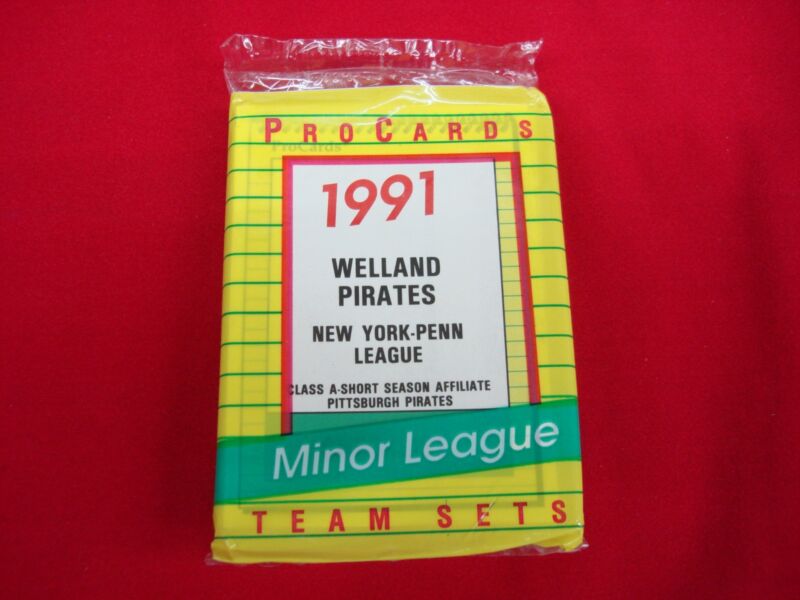 PROCARDS
ProCards
1991
WELLAND
PIRATES
NEW YORK-PENN
LEAGUE
CLASS A-SHORT SEASON AFFILIATE
PITTSBURGH PIRATES
Minor League
TEAM SETS